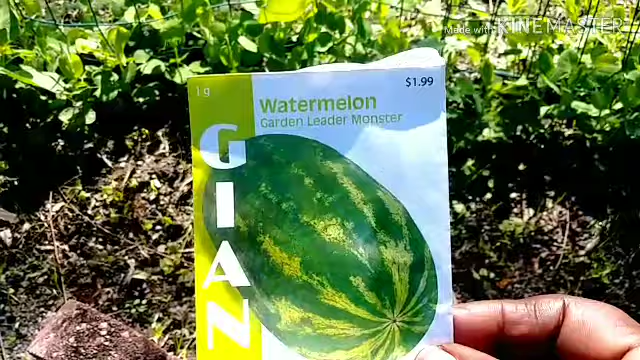 Made with KINEMASTER
1 g
$1.99
Watermelon
Garden Leader Monster
GIAN